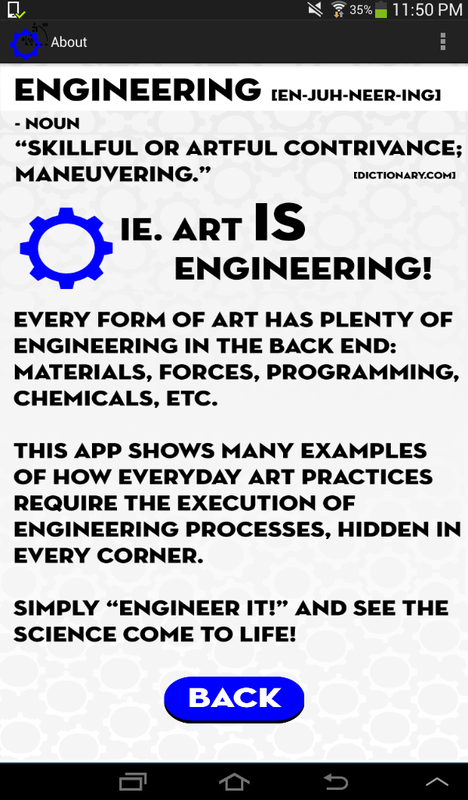 35% 11:50 PM
About
ENGINEERING [EN-JUH-NEER-ING]
- NOUN
“SKILLFUL OR ARTFUL CONTRIVANCE;
MANEUVERING.” [DICTIONARY.COM]
IE. ART IS
ENGINEERING!
EVERY FORM OF ART HAS PLENTY OF
ENGINEERING IN THE BACK END:
MATERIALS, FORCES, PROGRAMMING,
CHEMICALS, ETC.
THIS APP SHOWS MANY EXAMPLES
OF HOW EVERYDAY ART PRACTICES
REQUIRE THE EXECUTION OF
ENGINEERING PROCESSES, HIDDEN IN
EVERY CORNER.
SIMPLY “ENGINEER IT!” AND SEE THE
SCIENCE COME TO LIFE!
BACK